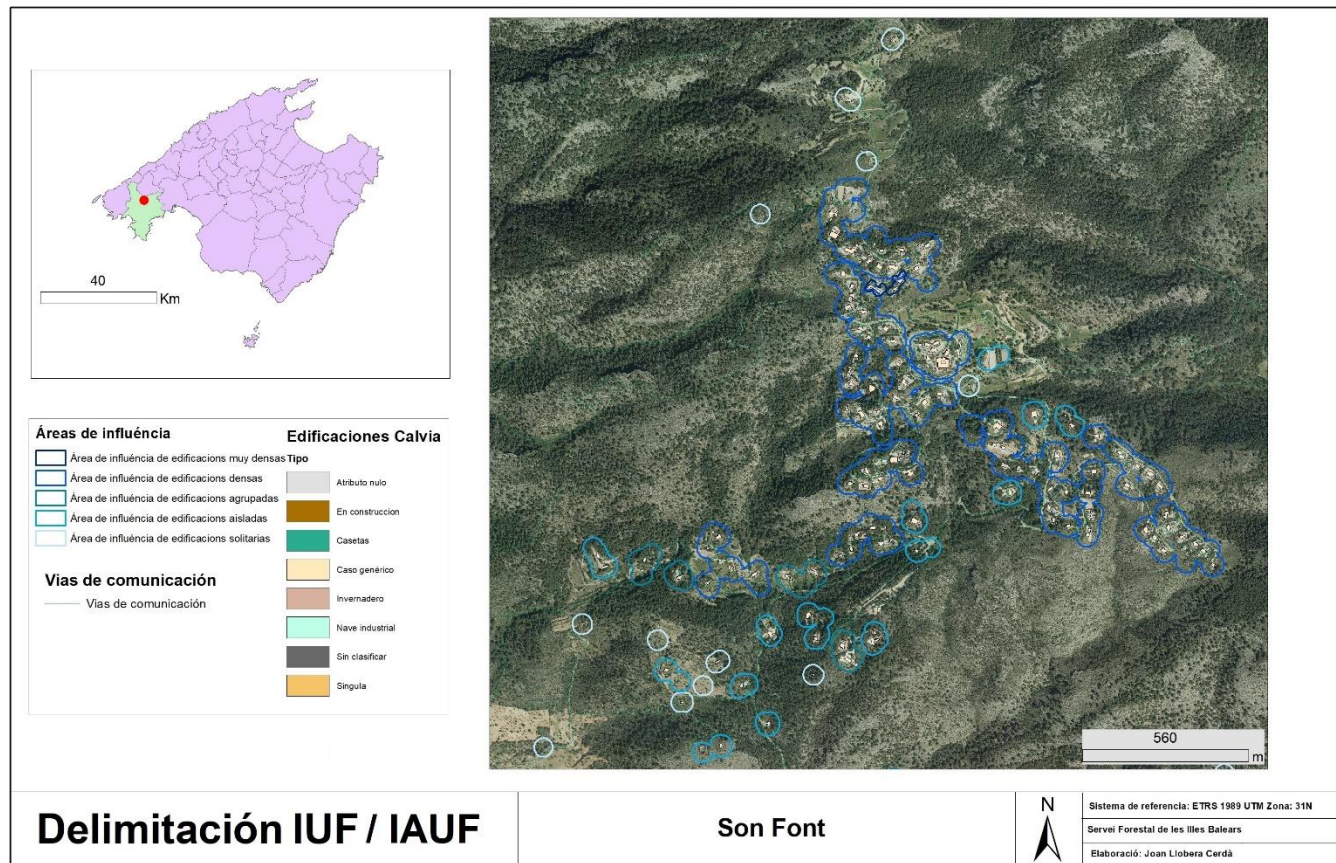 40
Km
Áreas de influéncia
Área de influéncia de edificacions muy densas
Área de influéncia de edificacions densas
Área de influéncia de edificacions agrupadas
Área de influéncia de edificacions aisladas
Área de influéncia de edificacions solitarias
Vias de comunicación
Vias de comunicación
Edificaciones Calvia
Tipo
Atributo nulo
En construccion
Casetas
Caso genérico
Invernadero
Nave industrial
Sin clasificar
Singula
560
m
Delimitación IUF / IAUF
Son Font
N
Sistema de referencia: ETRS 1989 UTM Zona: 31N
Servei Forestal de les Illes Balears
Elaboració: Joan Llobera Cerdà